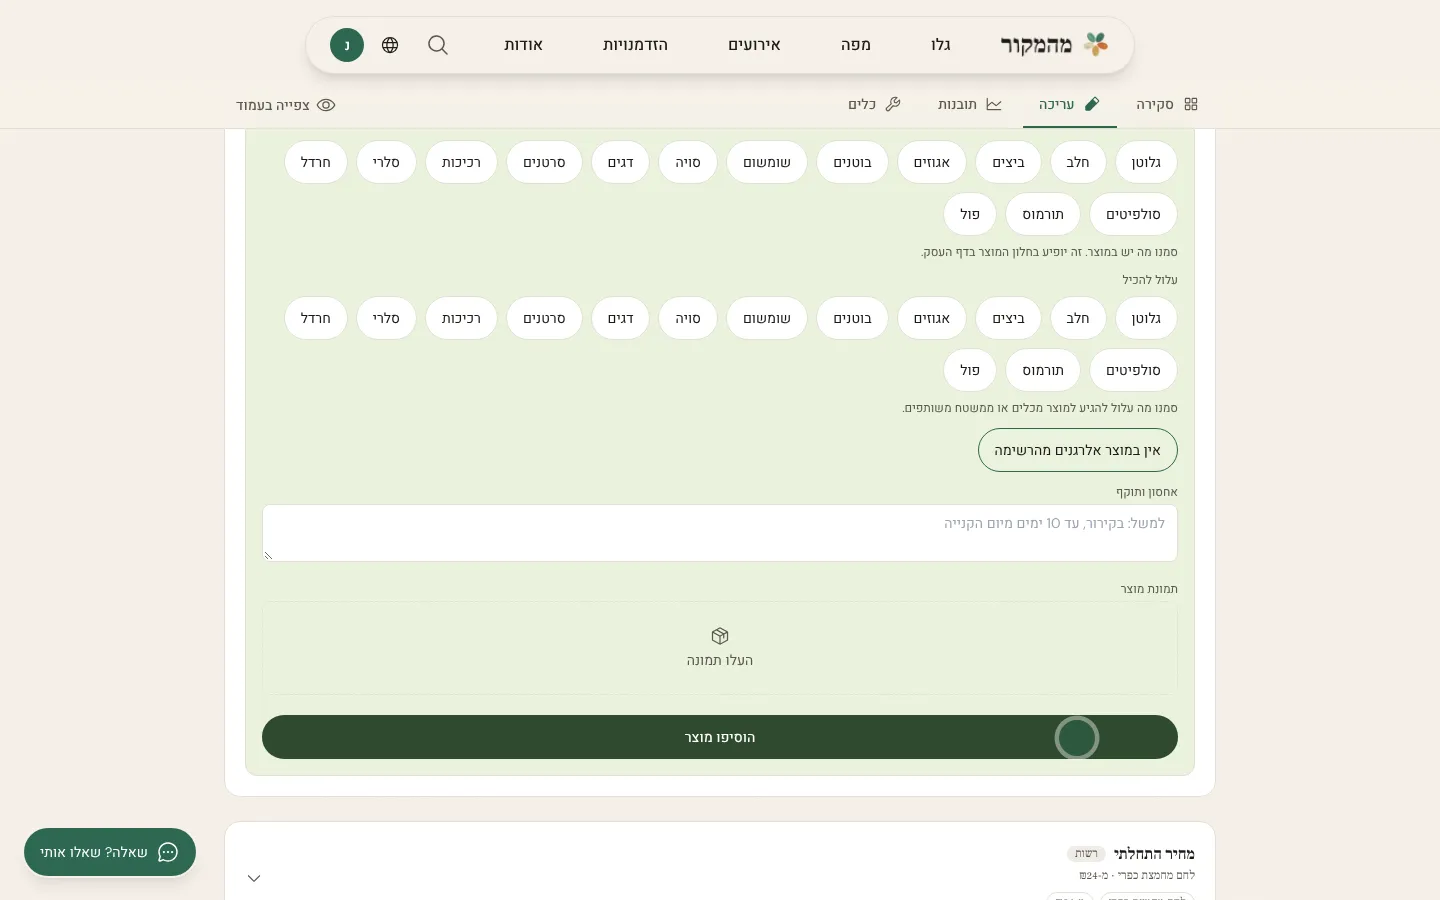 מהמקור
גלו
מפה
אירועים
הזדמנויות
אודות
נ
סקירה
עריכה
תובנות
כלים
צפייה בעמוד
גלוטן חלב ביצים אגוזים בוטנים שומשום סויה דגים סרטנים רכיכות סלרי חרדל
סולפיטים תורמוס פול
סמנו מה יש במוצר. זה יופיע בחלון המוצר בדף העסק.
עלול להכיל
גלוטן חלב ביצים אגוזים בוטנים שומשום סויה דגים סרטנים רכיכות סלרי חרדל
סולפיטים תורמוס פול
סמנו מה עלול להגיע למוצר מכלים או ממשטח משותפים.
אין במוצר אלרגנים מהרשימה
אחסון ותוקף
למשל: בקירור, עד 10 ימים מיום הקנייה
תמונת מוצר
העלו תמונה
הוסיפו מוצר
מחיר התחלתי רשות
לחם מחמצת כפרי · מ-₪24
שאלה? שאלו אותי